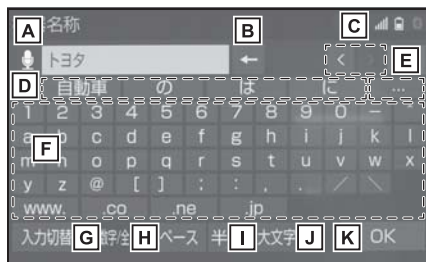 A 名称 B C
トヨタ ← < > E
D 自動車 の は に …
1 2 3 4 5 6 7 8 9 0 -
a b c d e f g h i j k l
F
m n o p q r s t u v w x
y z @ [ ] ; : , . / \
www. .co .ne .jp
入力切替 G 数字/全 H ペース 半 I 大文字 J K OK